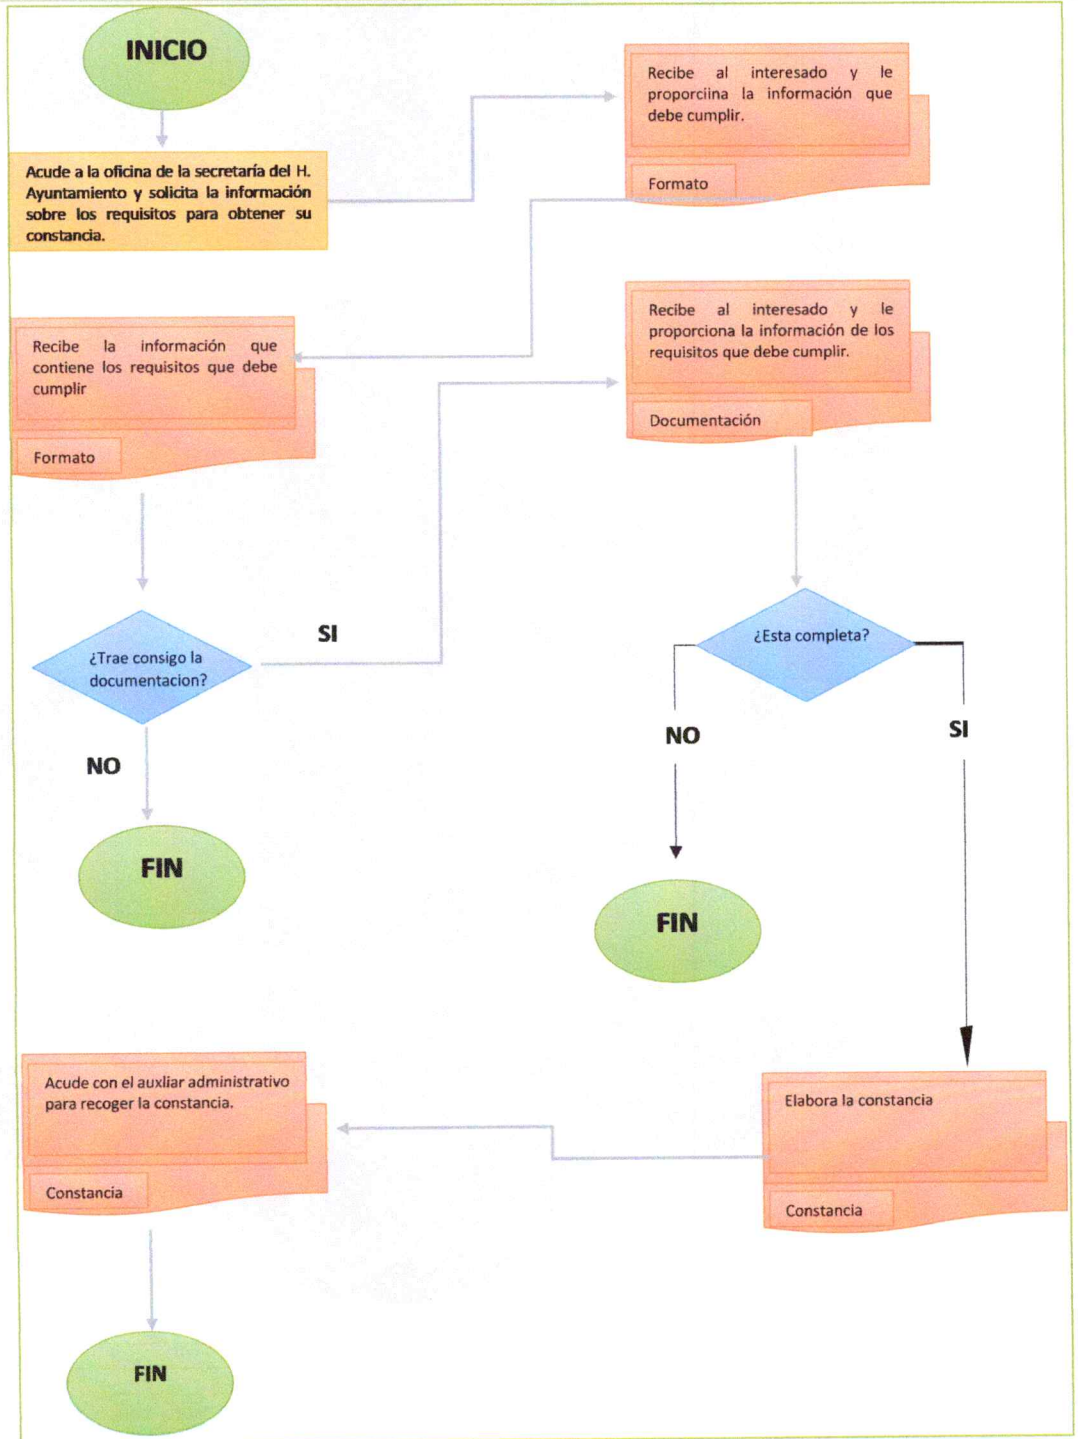 INICIO
Acude a la oficina de la secretaría del H.
Ayuntamiento y solicita la información
sobre los requisitos para obtener su
constancia.
Recibe al interesado y le
proporciina la información que
debe cumplir.
Formato
Recibe la información que
contiene los requisitos que debe
cumplir
Formato
Recibe al interesado y le
proporciona la información de los
requisitos que debe cumplir.
Documentación
¿Trae consigo la
documentacion?
SI
NO
FIN
¿Esta completa?
NO
SI
FIN
Elabora la constancia
Constancia
Acude con el auxliar administrativo
para recoger la constancia.
Constancia
FIN